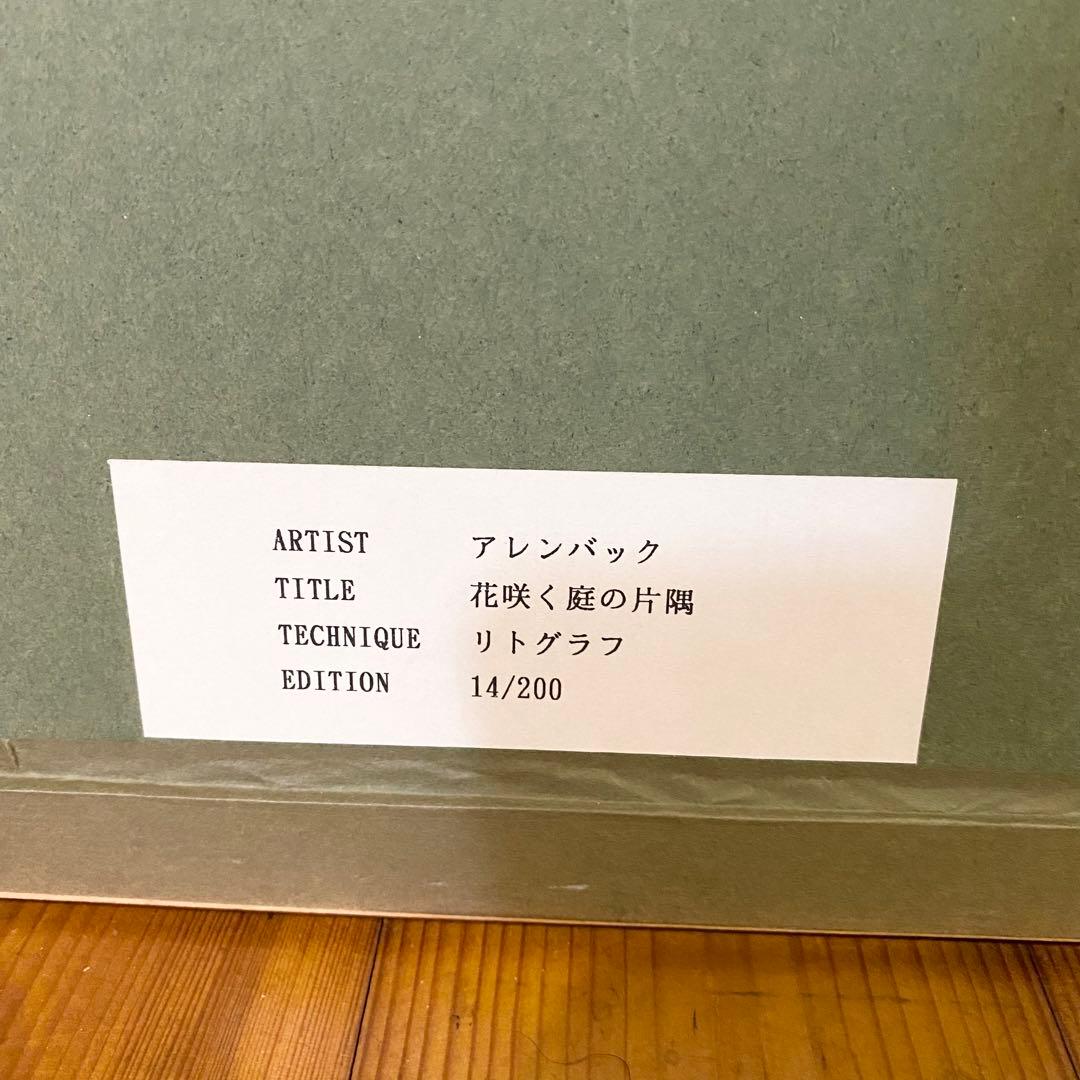 ARTIST アレンバック
TITLE 花咲く庭の片隅
TECHNIQUE リトグラフ
EDITION 14/200